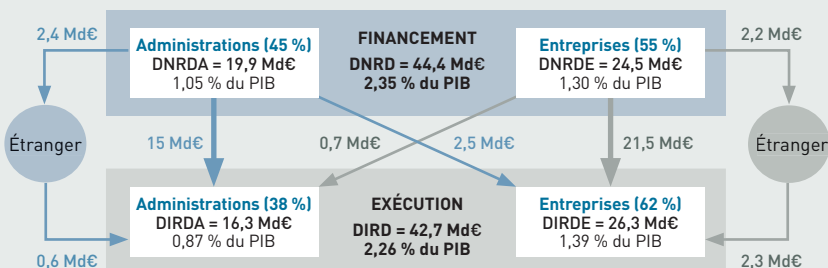 2,4 Md€
Administrations (45 %)
DNRDA = 19,9 Md€
1,05 % du PIB
FINANCEMENT
DNRD = 44,4 Md€
2,35 % du PIB
Entreprises (55 %)
DNRDE = 24,5 Md€
1,30 % du PIB
2,2 Md€
Étranger
15 Md€
0,7 Md€
2,5 Md€
21,5 Md€
Étranger
Administrations (38 %)
DIRDA = 16,3 Md€
0,87 % du PIB
EXÉCUTION
DIRD = 42,7 Md€
2,26 % du PIB
Entreprises (62 %)
DIRDE = 26,3 Md€
1,39 % du PIB
0,6 Md€
2,3 Md€